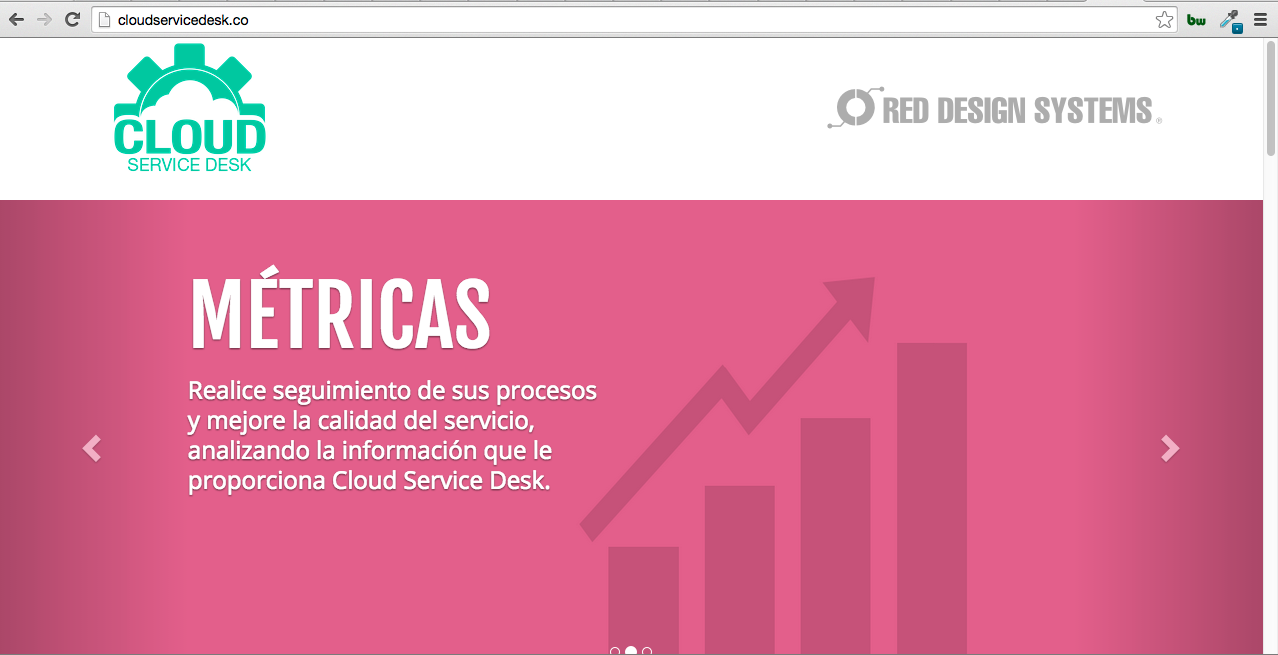 cloudservicedesk.co
bw
CLOUD
SERVICE DESK
RED DESIGN SYSTEMS®
MÉTRICAS
Realice seguimiento de sus procesos
y mejore la calidad del servicio,
analizando la información que le
proporciona Cloud Service Desk.